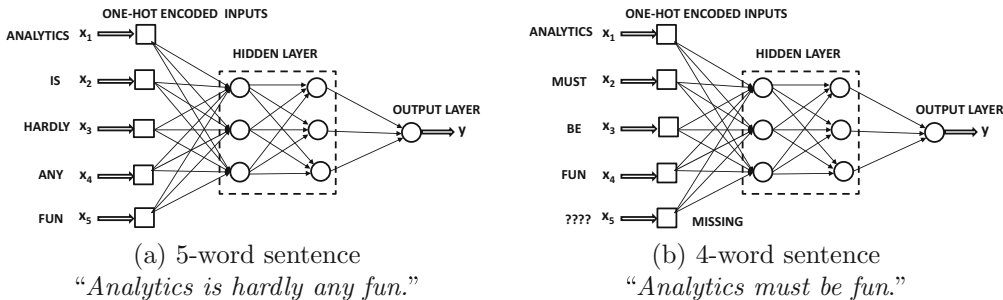 ONE-HOT ENCODED INPUTS
ANALYTICS x₁
HIDDEN LAYER
IS x₂
OUTPUT LAYER
HARDLY x₃
y
ANY x₄
FUN x₅
(a) 5-word sentence
“Analytics is hardly any fun.”
ONE-HOT ENCODED INPUTS
ANALYTICS x₁
HIDDEN LAYER
MUST x₂
OUTPUT LAYER
BE x₃
y
FUN x₄
???? x₅ MISSING
(b) 4-word sentence
“Analytics must be fun.”